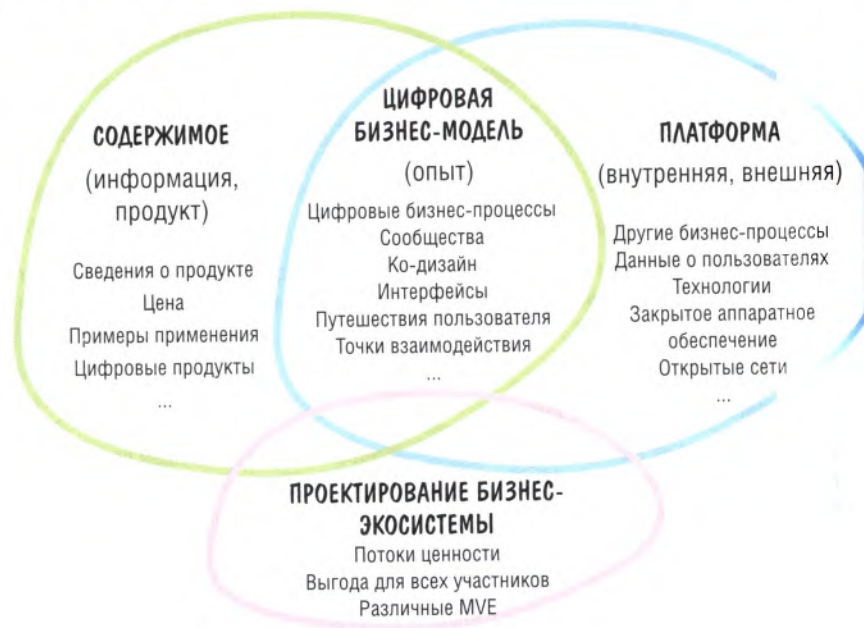 СОДЕРЖИМОЕ
(информация,
продукт)
Сведения о продукте
Цена
Примеры применения
Цифровые продукты
...
ЦИФРОВАЯ
БИЗНЕС-МОДЕЛЬ
(опыт)
Цифровые бизнес-процессы
Сообщества
Ко-дизайн
Интерфейсы
Путешествия пользователя
Точки взаимодействия
...
ПЛАТФОРМА
(внутренняя, внешняя)
Другие бизнес-процессы
Данные о пользователях
Технологии
Закрытое аппаратное
обеспечение
Открытые сети
...
ПРОЕКТИРОВАНИЕ БИЗНЕС-
ЭКОСИСТЕМЫ
Потоки ценности
Выгода для всех участников
Различные MVE